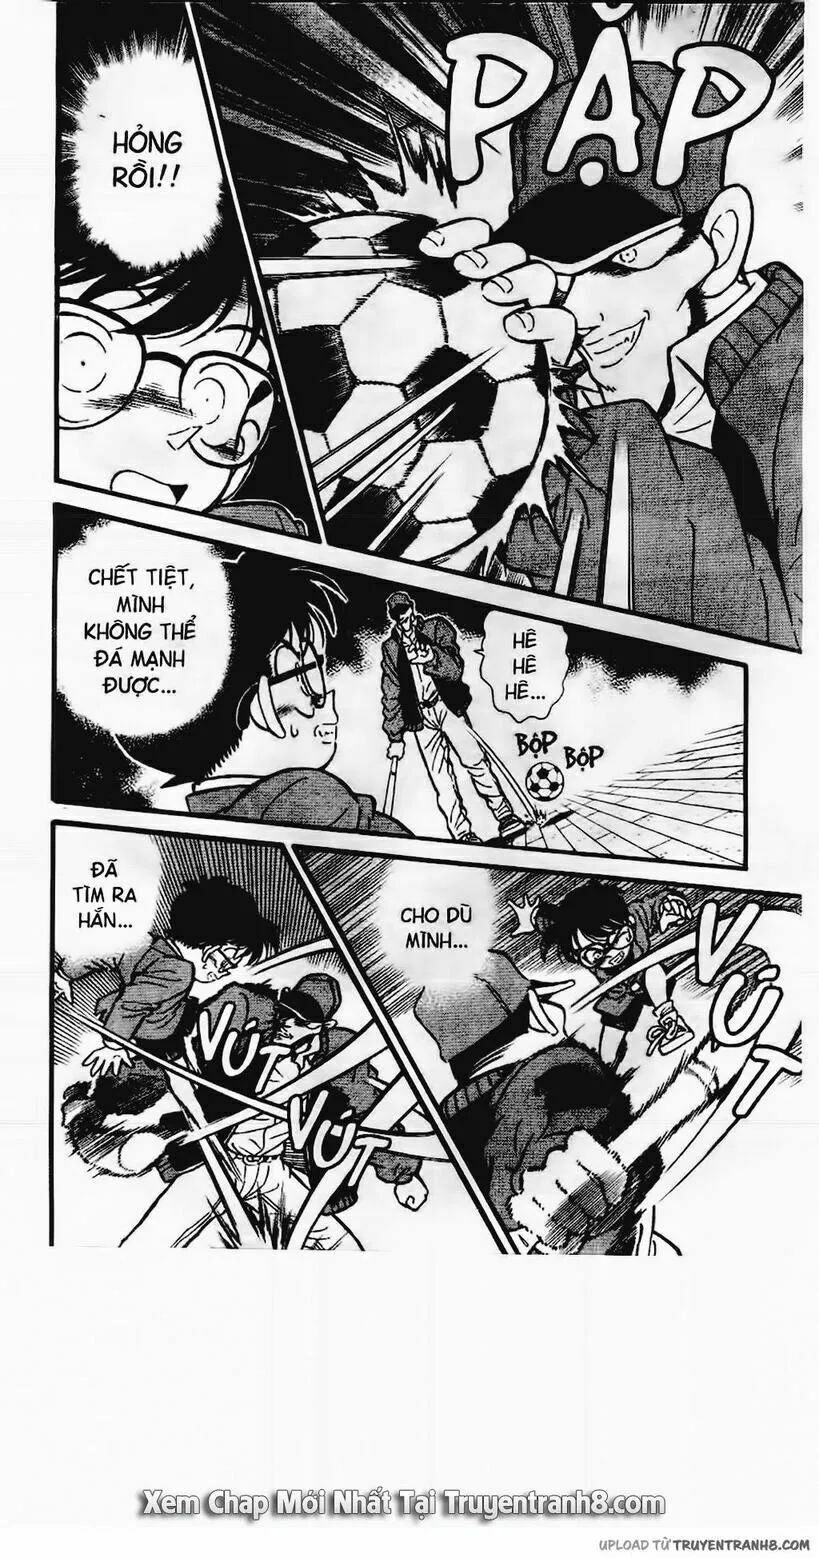 PẶP
HỎNG
RỒI!!
CHẾT TIỆT,
MÌNH
KHÔNG THỂ
ĐÁ MẠNH
ĐƯỢC...
HÊ
HÊ
HÊ...
BỘP
BỘP
ĐÃ
TÌM RA
HẮN...
VÚT
VÚT
CHO DÙ
MÌNH...
VÚT
Xem Chap Mới Nhất Tại Truyentranh8.com
UPLOAD TỪ TRUYENTRANH8.COM